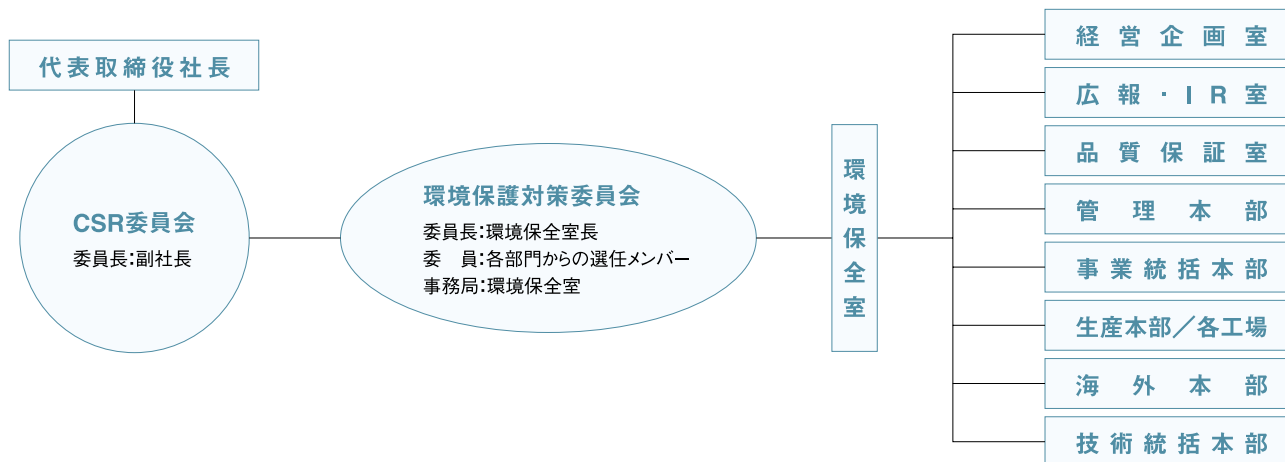 代表取締役社長
CSR委員会
委員長:副社長
環境保護対策委員会
委員長:環境保全室長
委　員:各部門からの選任メンバー
事務局:環境保全室
環境保全室
経営企画室
広報・IR室
品質保証室
管理本部
事業統括本部
生産本部／各工場
海外本部
技術統括本部